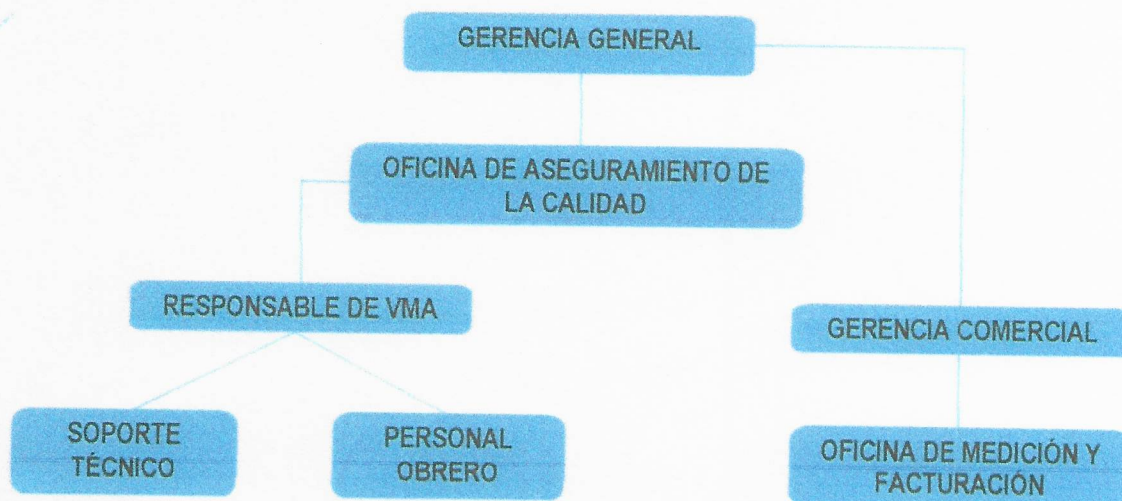 GERENCIA GENERAL
OFICINA DE ASEGURAMIENTO DE
LA CALIDAD
RESPONSABLE DE VMA
GERENCIA COMERCIAL
SOPORTE
TÉCNICO
PERSONAL
OBRERO
OFICINA DE MEDICIÓN Y
FACTURACIÓN